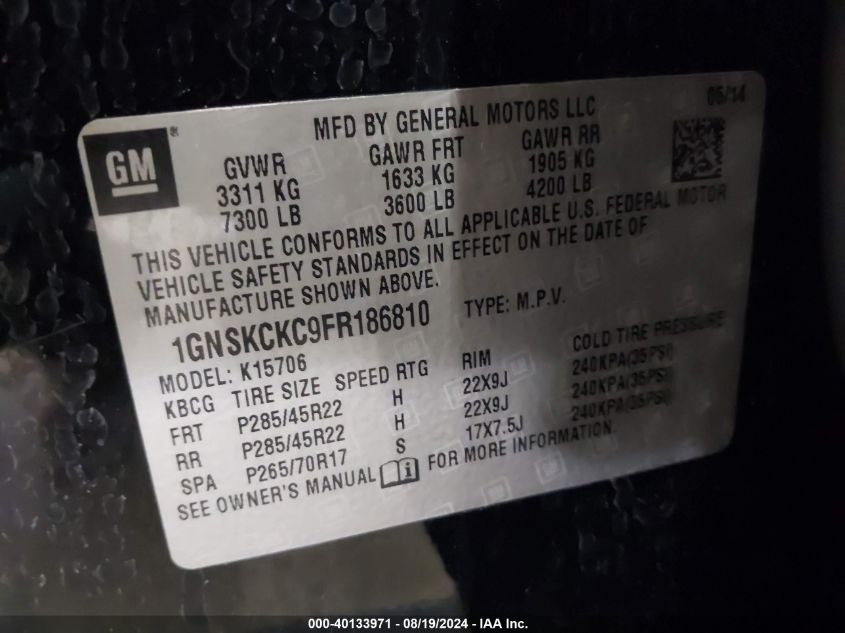 GM®
MFD BY GENERAL MOTORS LLC
05/14
GVWR GAWR FRT GAWR RR
3311 KG 1633 KG 1905 KG
7300 LB 3600 LB 4200 LB
THIS VEHICLE CONFORMS TO ALL APPLICABLE U.S. FEDERAL MOTOR
VEHICLE SAFETY STANDARDS IN EFFECT ON THE DATE OF
MANUFACTURE SHOWN ABOVE.
1GNSKCKC9FR186810 TYPE: M.P.V.
MODEL: K15706
KBCG TIRE SIZE SPEED RTG RIM COLD TIRE PRESSURE
FRT P285/45R22 H 22X9J 240KPA(35PSI)
RR P285/45R22 H 22X9J 240KPA(35PSI)
SPA P265/70R17 S 17X7.5J 240KPA(35PSI)
SEE OWNER'S MANUAL FOR MORE INFORMATION.
000-40133971 - 08/19/2024 - IAA Inc.